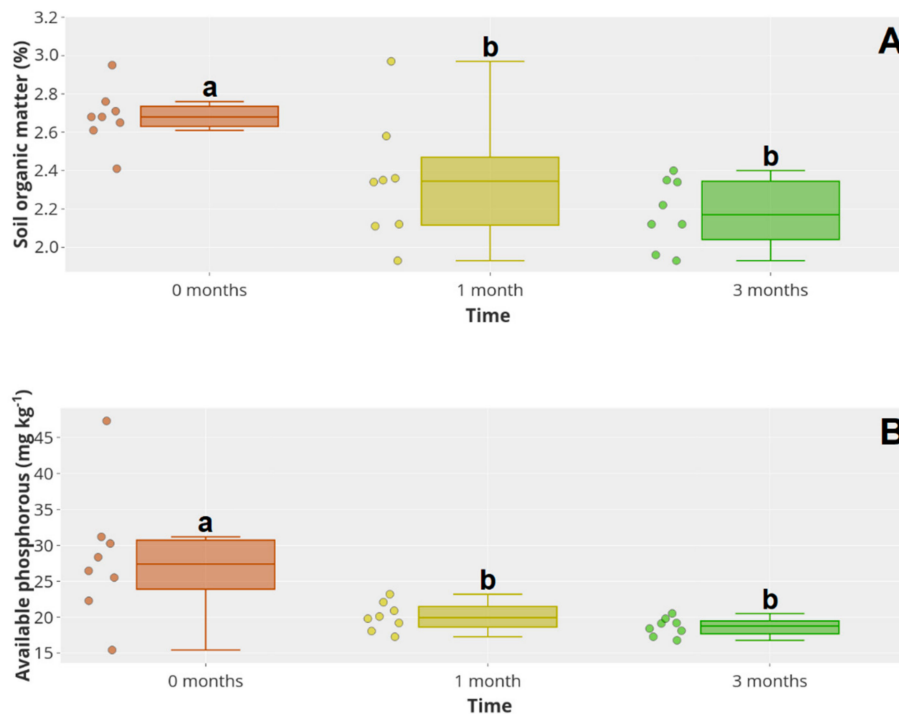 A
Soil organic matter (%)
3.2
3.0
2.8
2.6
2.4
2.2
2.0
a
b
b
0 months
1 month
3 months
Time
B
Available phosphorous (mg kg⁻¹)
45
40
35
30
25
20
15
a
b
b
0 months
1 month
3 months
Time